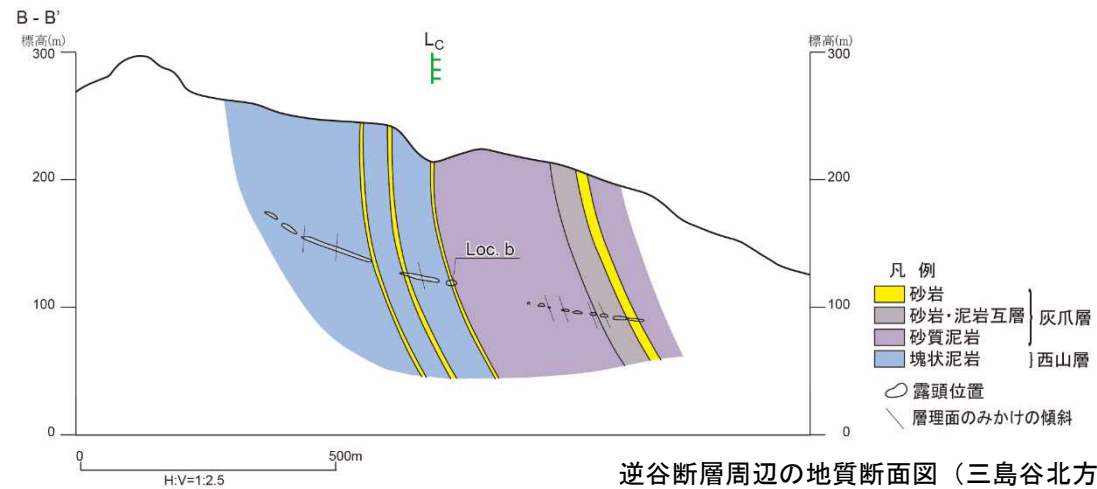 B - B'
標高(m)
300
200
100
0
L_C
標高(m)
300
200
100
0
Loc. b
凡 例
砂岩
砂岩・泥岩互層
砂質泥岩
灰爪層
塊状泥岩
西山層
露頭位置
層理面のみかけの傾斜
0
500m
H:V=1:2.5
逆谷断層周辺の地質断面図（三島谷北方